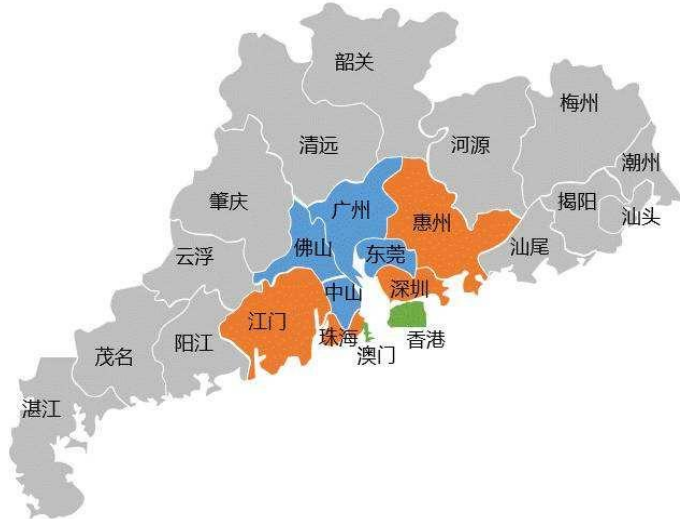 韶关
梅州
清远
河源
潮州
肇庆
广州
惠州
揭阳
汕头
云浮
佛山
东莞
汕尾
中山
深圳
江门
珠海
香港
阳江
澳门
茂名
湛江